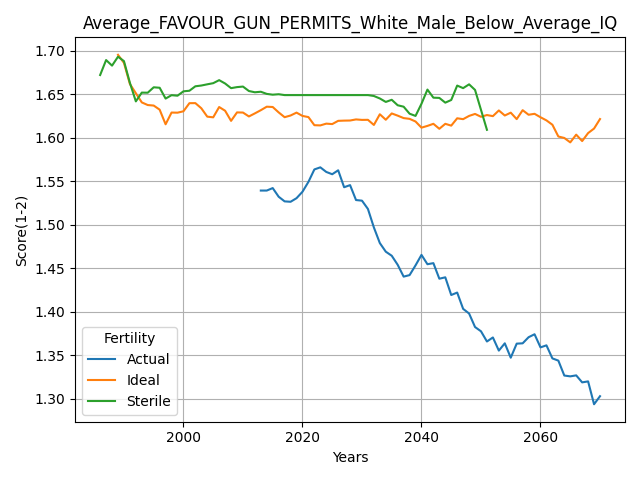 Average_FAVOUR_GUN_PERMITS_White_Male_Below_Average_IQ
1.70
1.65
1.60
1.55
1.50
1.45
1.40
1.35
1.30
Score(1-2)
Fertility
Actual
Ideal
Sterile
2000
2020
2040
2060
Years